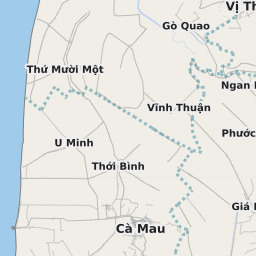 Vị Th
Gò Quao
Thứ Mười Một
Ngan
Vĩnh Thuận
Phước
U Minh
Thới Bình
Giá
Cà Mau